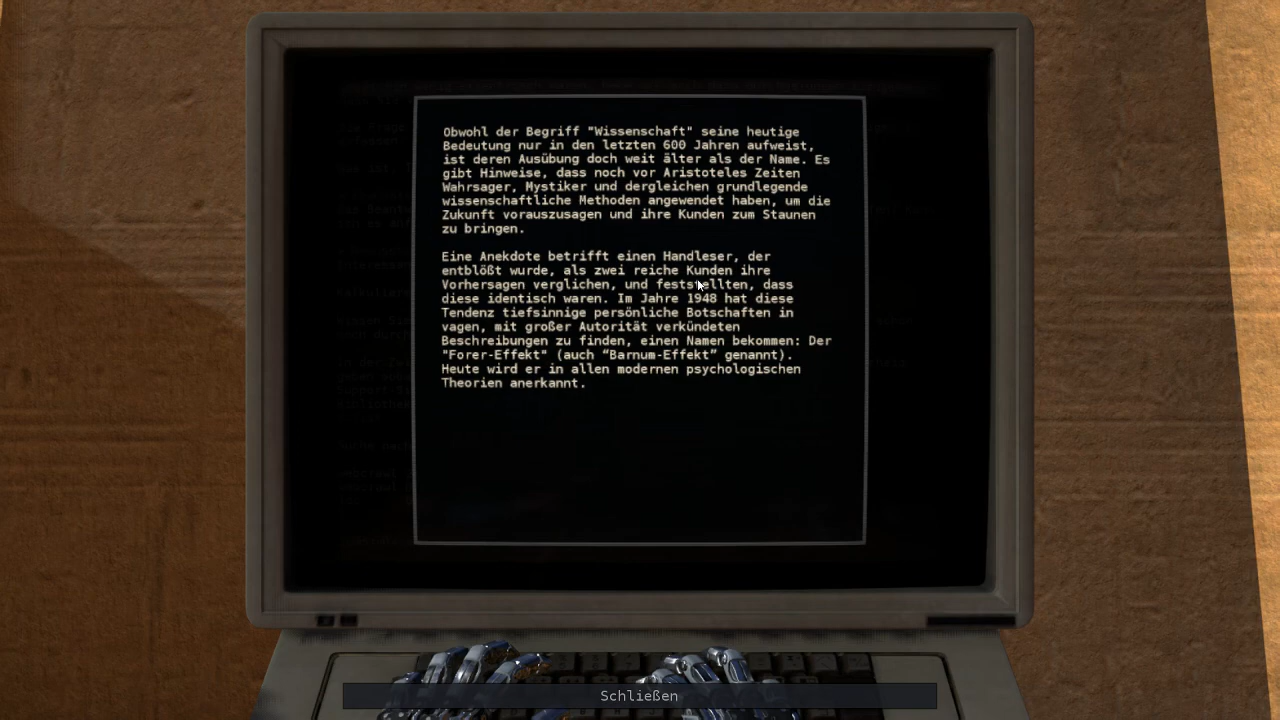 Obwohl der Begriff "Wissenschaft" seine heutige
Bedeutung nur in den letzten 600 Jahren aufweist,
ist deren Ausübung doch weit älter als der Name. Es
gibt Hinweise, dass noch vor Aristoteles Zeiten
Wahrsager, Mystiker und dergleichen grundlegende
wissenschaftliche Methoden angewendet haben, um die
Zukunft vorauszusagen und ihre Kunden zum Staunen
zu bringen.
Eine Anekdote betrifft einen Handleser, der
entblößt wurde, als zwei reiche Kunden ihre
Vorhersagen verglichen, und feststellten, dass
diese identisch waren. Im Jahre 1948 hat diese
Tendenz tiefsinnige persönliche Botschaften in
vagen, mit großer Autorität verkündeten
Beschreibungen zu finden, einen Namen bekommen: Der
"Forer-Effekt" (auch “Barnum-Effekt” genannt).
Heute wird er in allen modernen psychologischen
Theorien anerkannt.
Schließen